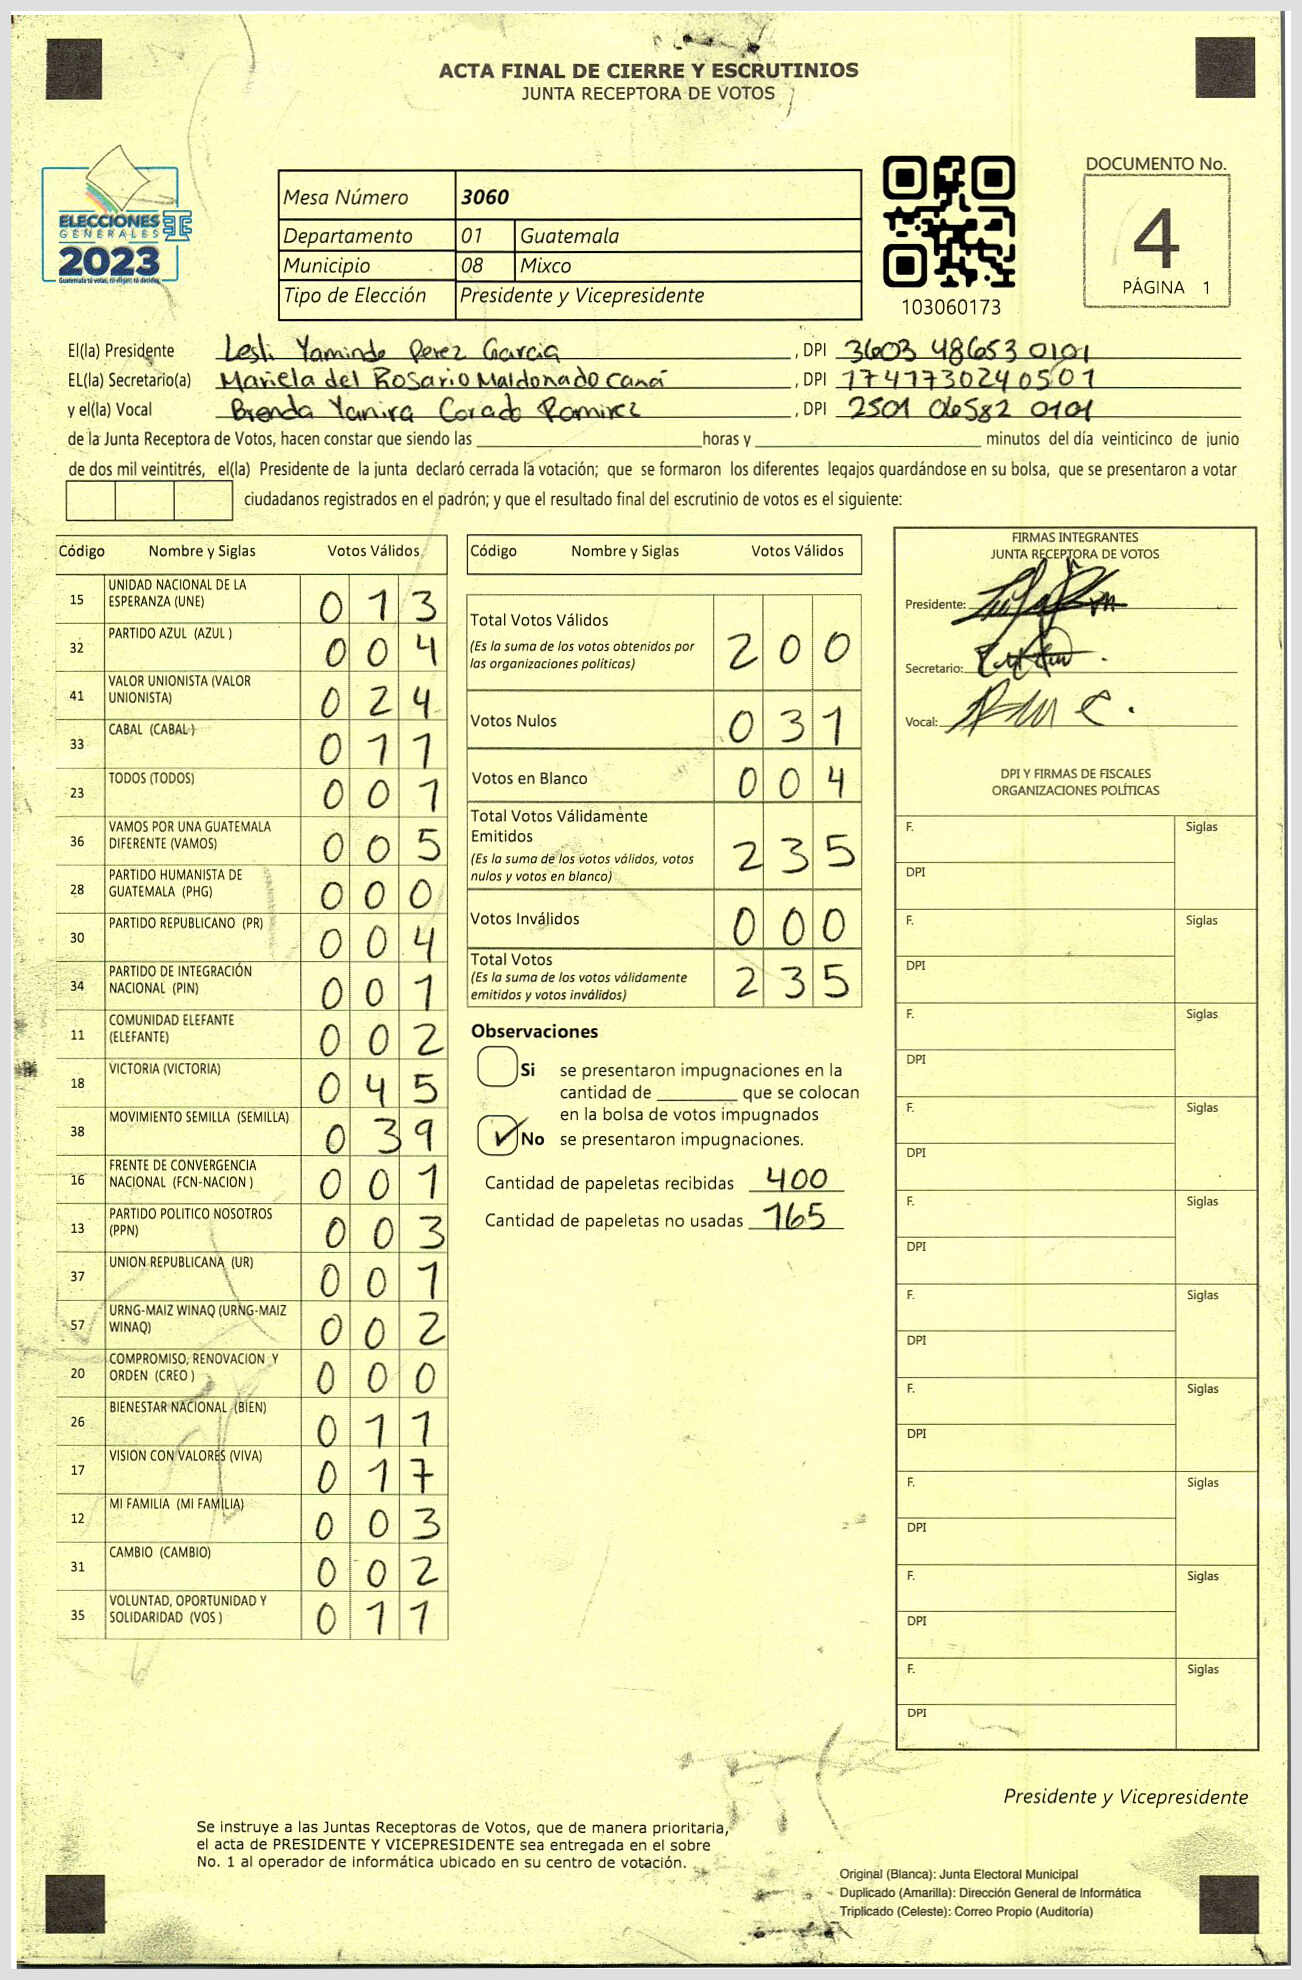 ACTA FINAL DE CIERRE Y ESCRUTINIOS
JUNTA RECEPTORA DE VOTOS
ELECCIONES
GENERALES
2023
Mesa Número 3060
Departamento 01 Guatemala
Municipio 08 Mixco
Tipo de Elección Presidente y Vicepresidente
103060173
DOCUMENTO No.
4
PÁGINA 1
El(la) Presidente Lesli Yaminde Perez Garcia, DPI 3603 48653 0101
EL(la) Secretario(a) Mariela del Rosario Maldonado Caná, DPI 1741730240501
y el(la) Vocal Brenda Yanira Corado Ramirez, DPI 2501 06582 0101
de la Junta Receptora de Votos, hacen constar que siendo las ____ horas y ____ minutos del día veinticinco de junio
de dos mil veintitrés, el(la) Presidente de la junta declaró cerrada la votación; que se formaron los diferentes legajos guardándose en su bolsa, que se presentaron a votar
ciudadanos registrados en el padrón; y que el resultado final del escrutinio de votos es el siguiente:
Código Nombre y Siglas Votos Válidos
15 UNIDAD NACIONAL DE LA ESPERANZA (UNE) 013
32 PARTIDO AZUL (AZUL ) 004
41 VALOR UNIONISTA (VALOR UNIONISTA) 024
33 CABAL (CABAL ) 011
23 TODOS (TODOS) 001
36 VAMOS POR UNA GUATEMALA DIFERENTE (VAMOS) 005
28 PARTIDO HUMANISTA DE GUATEMALA (PHG) 000
30 PARTIDO REPUBLICANO (PR) 004
34 PARTIDO DE INTEGRACIÓN NACIONAL (PIN) 001
11 COMUNIDAD ELEFANTE (ELEFANTE) 002
18 VICTORIA (VICTORIA) 045
38 MOVIMIENTO SEMILLA (SEMILLA) 039
16 FRENTE DE CONVERGENCIA NACIONAL (FCN-NACION ) 001
13 PARTIDO POLITICO NOSOTROS (PPN) 003
37 UNION REPUBLICANA (UR) 001
57 URNG-MAIZ WINAQ (URNG-MAIZ WINAQ) 002
20 COMPROMISO, RENOVACION Y ORDEN (CREO ) 000
26 BIENESTAR NACIONAL (BIEN) 011
17 VISION CON VALORES (VIVA) 017
12 MI FAMILIA (MI FAMILIA) 003
31 CAMBIO (CAMBIO) 002
35 VOLUNTAD, OPORTUNIDAD Y SOLIDARIDAD (VOS ) 011
Código Nombre y Siglas Votos Válidos
Total Votos Válidos 200
(Es la suma de los votos obtenidos por
las organizaciones políticas)
Votos Nulos 031
Votos en Blanco 004
Total Votos Válidamente
Emitidos 235
(Es la suma de los votos válidos, votos
nulos y votos en blanco)
Votos Inválidos 000
Total Votos 235
(Es la suma de los votos válidamente
emitidos y votos inválidos)
Observaciones
Si se presentaron impugnaciones en la
cantidad de ____ que se colocan
en la bolsa de votos impugnados
No se presentaron impugnaciones.
Cantidad de papeletas recibidas 400
Cantidad de papeletas no usadas 165
FIRMAS INTEGRANTES
JUNTA RECEPTORA DE VOTOS
Presidente:
Secretario:
Vocal:
DPI Y FIRMAS DE FISCALES
ORGANIZACIONES POLÍTICAS
F. Siglas
DPI
F. Siglas
DPI
F. Siglas
DPI
F. Siglas
DPI
F. Siglas
DPI
F. Siglas
DPI
F. Siglas
DPI
F. Siglas
DPI
F. Siglas
DPI
F. Siglas
DPI
Presidente y Vicepresidente
Se instruye a las Juntas Receptoras de Votos, que de manera prioritaria,
el acta de PRESIDENTE Y VICEPRESIDENTE sea entregada en el sobre
No. 1 al operador de informática ubicado en su centro de votación.
Original (Blanca): Junta Electoral Municipal
Duplicado (Amarilla): Dirección General de Informática
Triplicado (Celeste): Correo Propio (Auditoría)